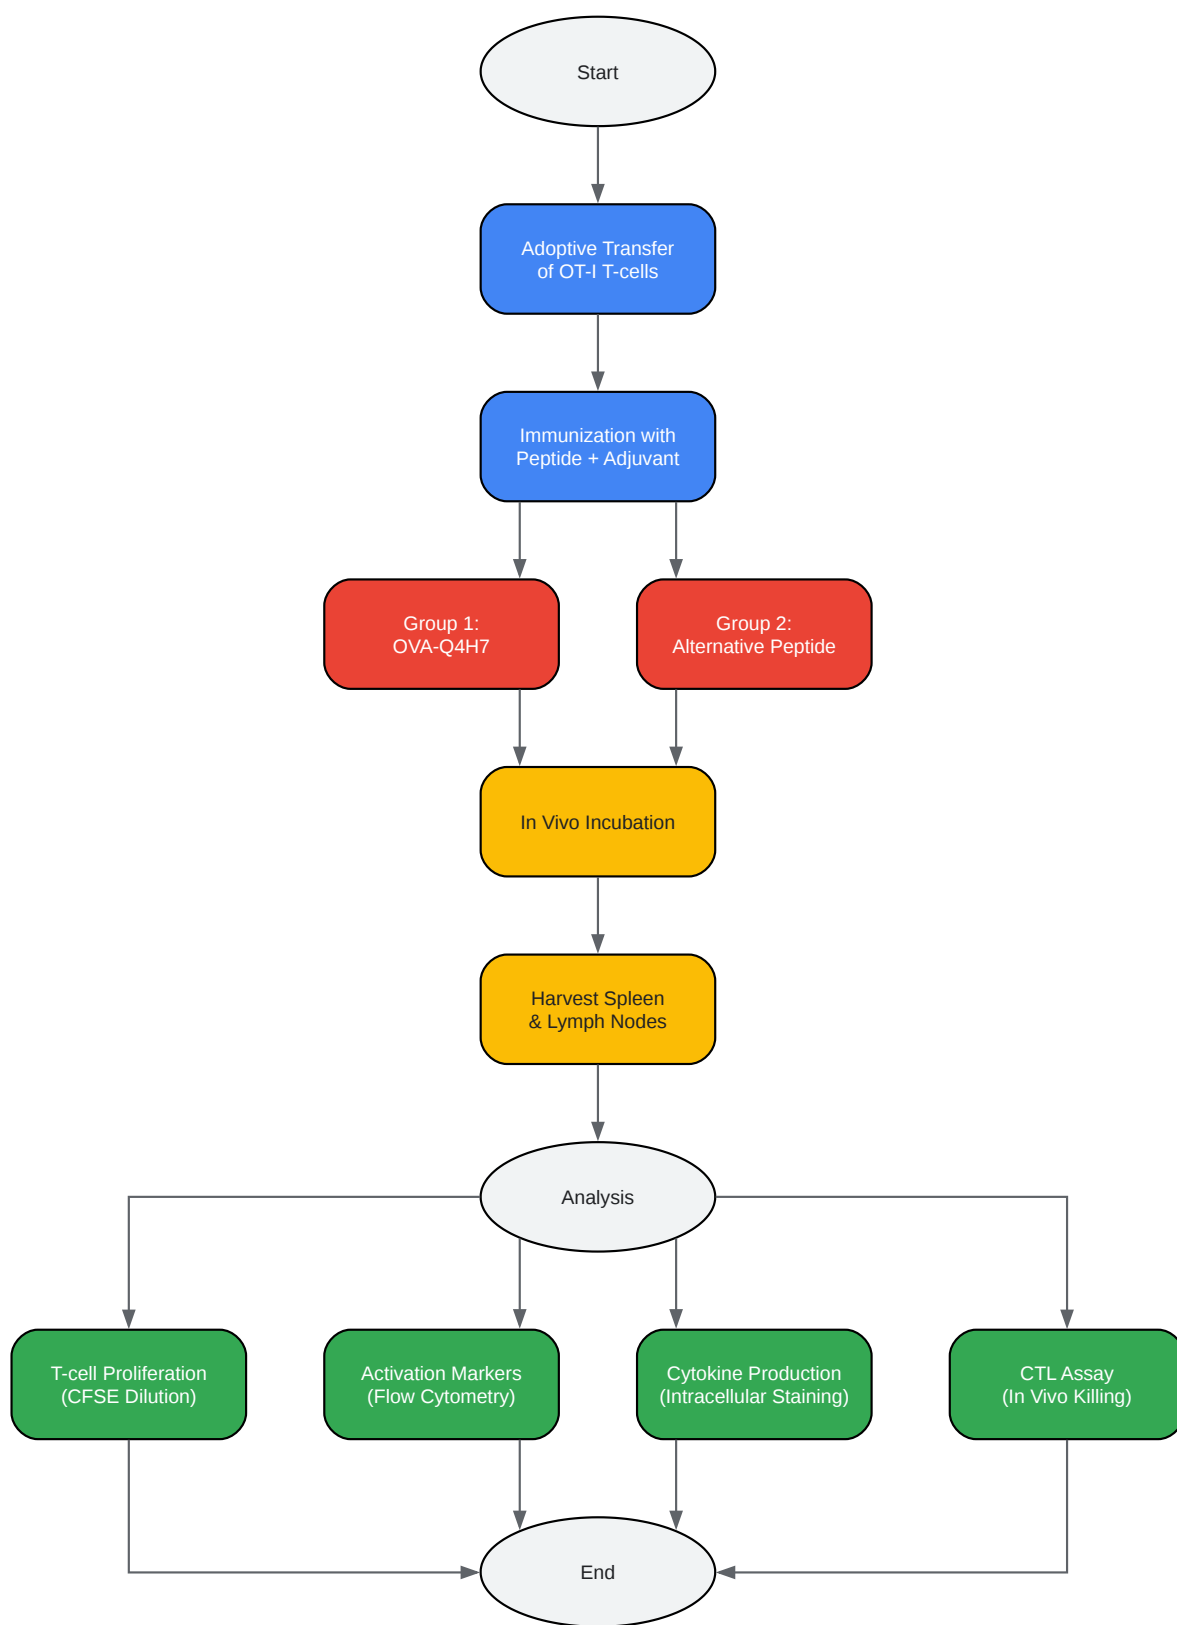 Start
Adoptive Transfer
of OT-I T-cells
Immunization with
Peptide + Adjuvant
Group 1:
OVA-Q4H7
Group 2:
Alternative Peptide
In Vivo Incubation
Harvest Spleen
& Lymph Nodes
Analysis
T-cell Proliferation
(CFSE Dilution)
Activation Markers
(Flow Cytometry)
Cytokine Production
(Intracellular Staining)
CTL Assay
(In Vivo Killing)
End